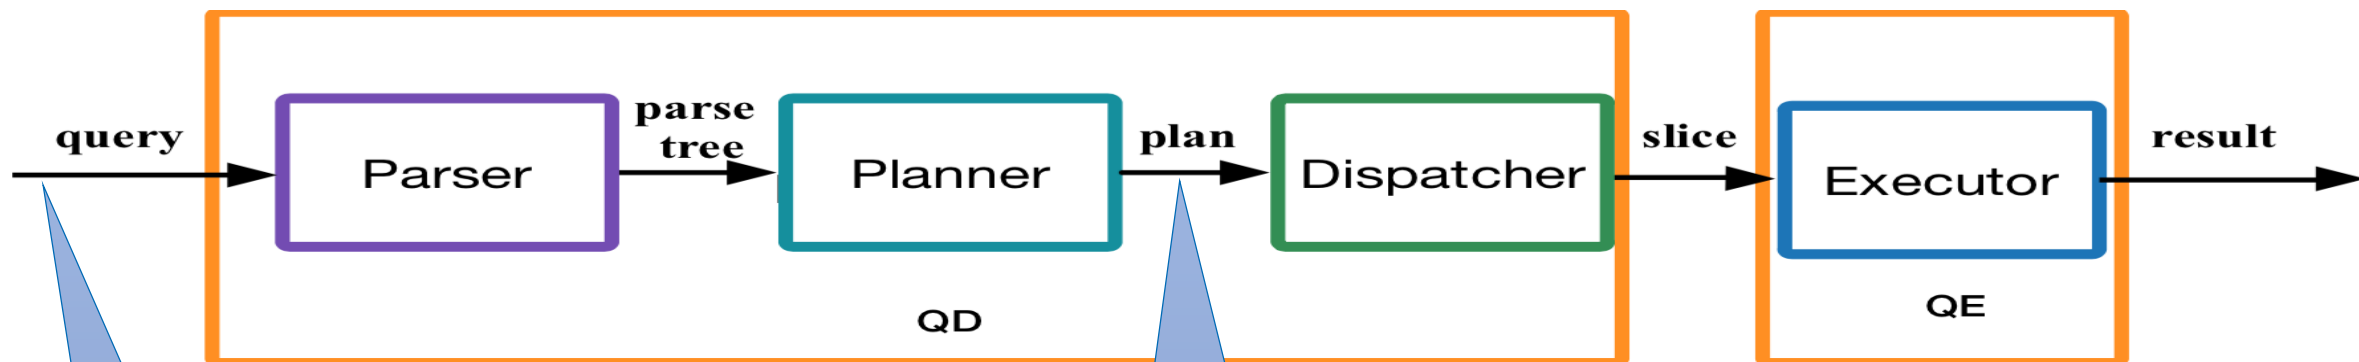 query
Parser
parse
tree
Planner
plan
Dispatcher
slice
Executor
result
QD
QE